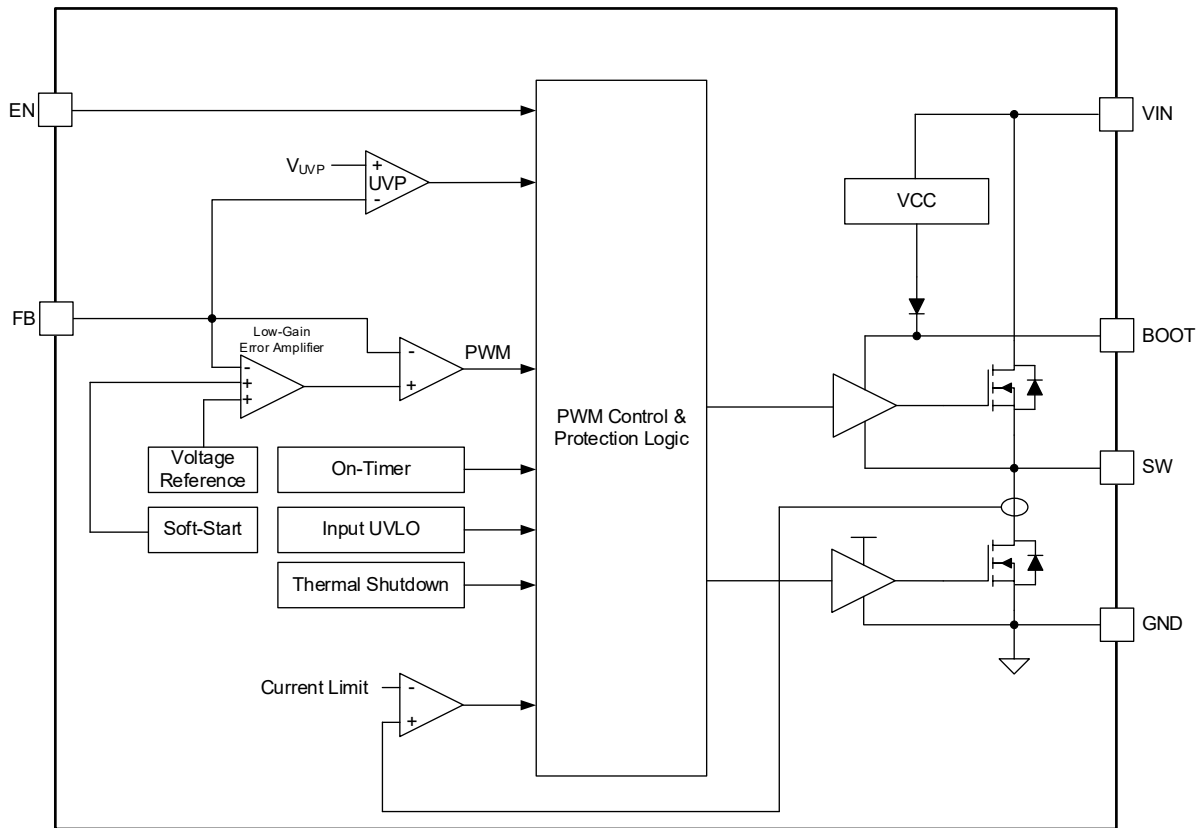 EN
VIN
VUVP
+
UVP
-
VCC
FB
Low-Gain
Error Amplifier
-
+
+
-
+
PWM
BOOT
PWM Control &
Protection Logic
Voltage
Reference
On-Timer
SW
Soft-Start
Input UVLO
Thermal Shutdown
GND
Current Limit
-
+